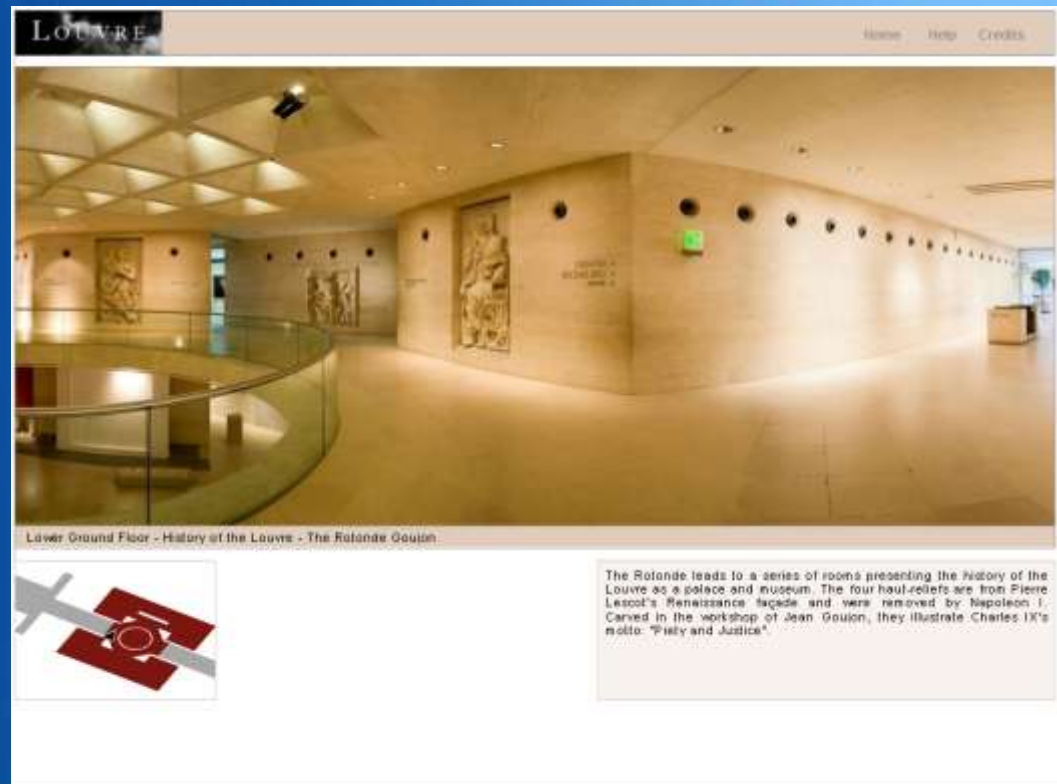 LOUVRE
Home Help Credits
Lower Ground Floor - History of the Louvre - The Rotonde Goujon
The Rotonde leads to a series of rooms presenting the history of the
Louvre as a palace and museum. The four haut-reliefs are from Pierre
Lescot's Renaissance façade and were removed by Napoleon I.
Carved in the workshop of Jean Goujon, they illustrate Charles IX's
motto: "Piety and Justice".